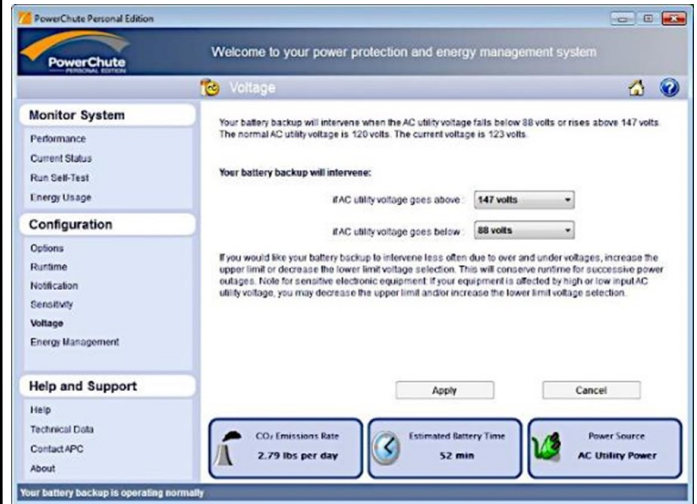 PowerChute Personal Edition
PowerChute
PERSONAL EDITION
Welcome to your power protection and energy management system
Voltage
Monitor System
Performance
Current Status
Run Self-Test
Energy Usage
Configuration
Options
Runtime
Notification
Sensitivity
Voltage
Energy Management
Help and Support
Help
Technical Data
Contact APC
About
Your battery backup will intervene when the AC utility voltage falls below 88 volts or rises above 147 volts.
The normal AC utility voltage is 120 volts. The current voltage is 123 volts.
Your battery backup will intervene:
if AC utility voltage goes above: 147 volts
if AC utility voltage goes below: 88 volts
If you would like your battery backup to intervene less often due to over and under voltages, increase the
upper limit or decrease the lower limit voltage selection. This will conserve runtime for successive power
outages. Note for sensitive electronic equipment: If your equipment is affected by high or low input AC
utility voltage, you may decrease the upper limit and/or increase the lower limit voltage selection.
Apply
Cancel
CO₂ Emissions Rate
2.79 lbs per day
Estimated Battery Time
52 min
Power Source
AC Utility Power
Your battery backup is operating normally